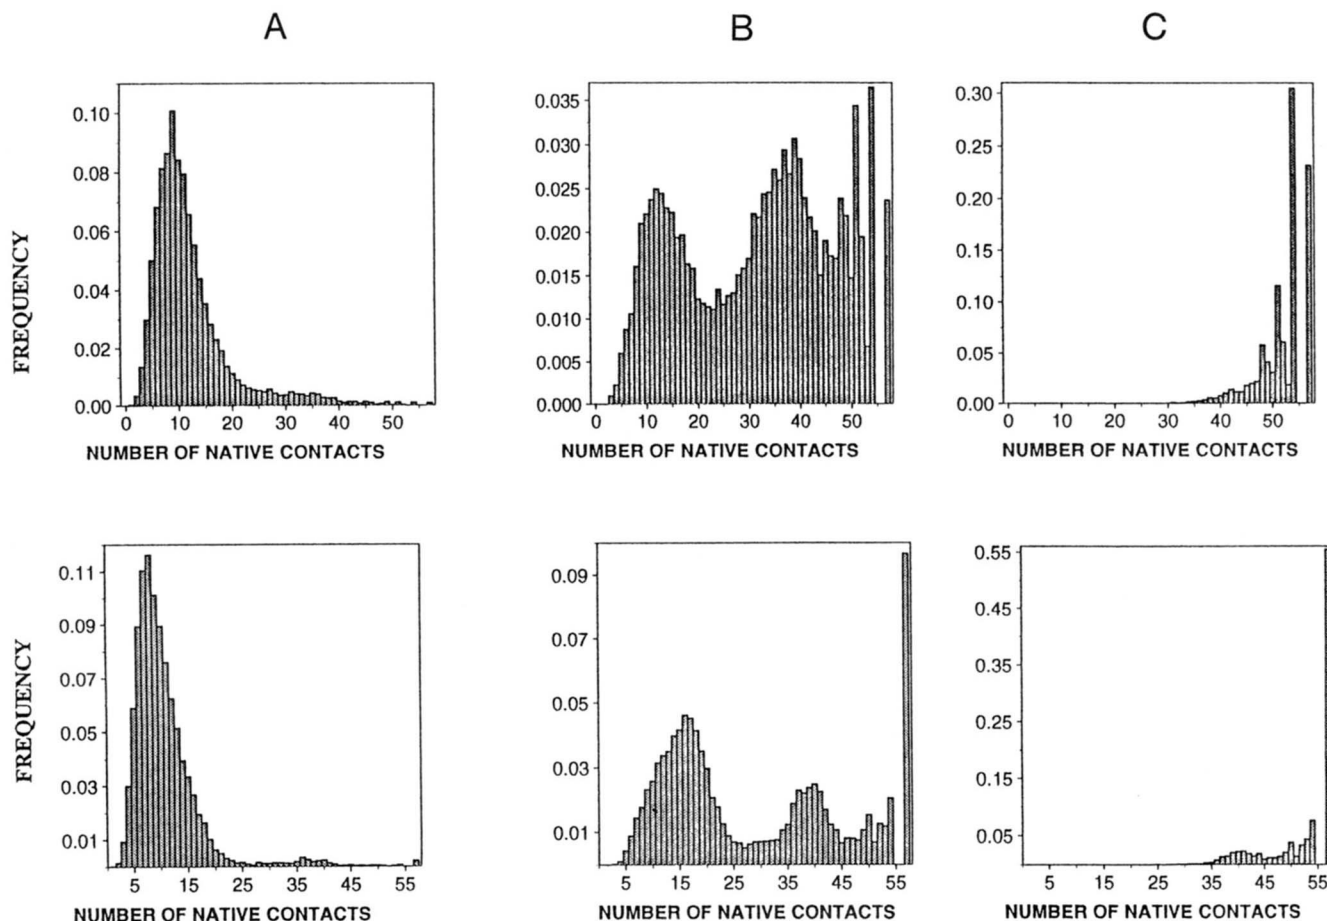 A B C
0.10
0.08
0.06
0.04
0.02
0.00
0 10 20 30 40 50
NUMBER OF NATIVE CONTACTS
0.035
0.030
0.025
0.020
0.015
0.010
0.005
0.000
0 10 20 30 40 50
NUMBER OF NATIVE CONTACTS
0.30
0.25
0.20
0.15
0.10
0.05
0.00
0 10 20 30 40 50
NUMBER OF NATIVE CONTACTS
FREQUENCY
0.11
0.09
0.07
0.05
0.03
0.01
5 15 25 35 45 55
NUMBER OF NATIVE CONTACTS
0.09
0.07
0.05
0.03
0.01
5 15 25 35 45 55
NUMBER OF NATIVE CONTACTS
0.55
0.45
0.35
0.25
0.15
0.05
5 15 25 35 45 55
NUMBER OF NATIVE CONTACTS
FREQUENCY